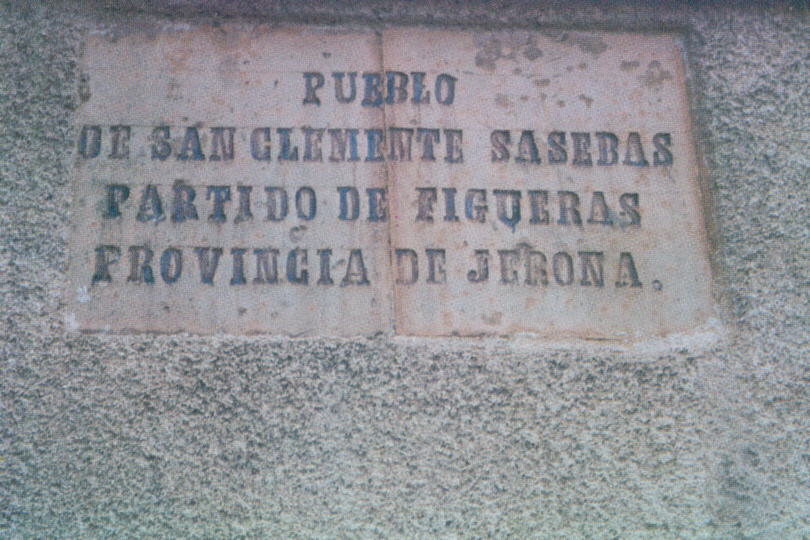 PUEBLO
DE SAN CLEMENTE SASEBAS
PARTIDO DE FIGUERAS
PROVINCIA DE JERONA.